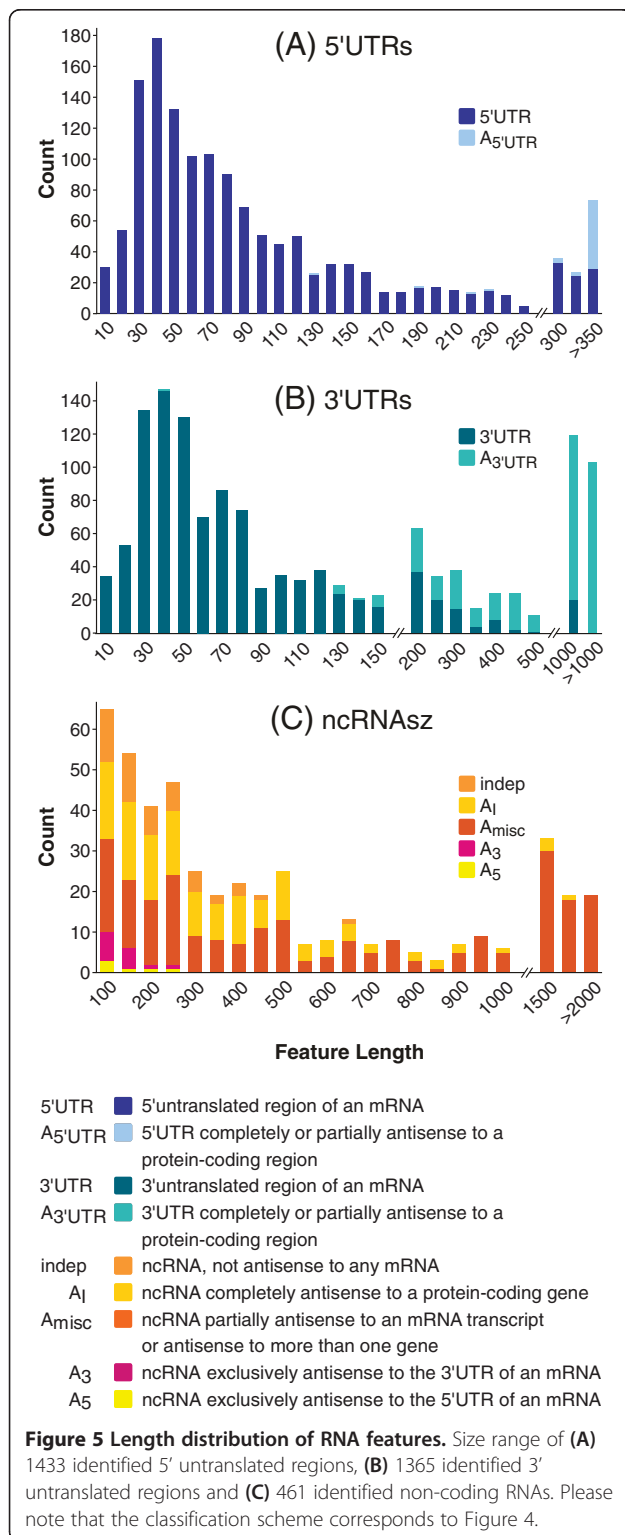 (A) 5'UTRs
180
160
140
120
100
80
60
40
20
0
Count
5'UTR
A5'UTR
10
30
50
70
90
110
130
150
170
190
210
230
250
300
>350
(B) 3'UTRs
140
120
100
80
60
40
20
0
Count
3'UTR
A3'UTR
10
30
50
70
90
110
130
150
200
300
400
500
1000
>1000
(C) ncRNAsz
60
50
40
30
20
10
0
Count
indep
AI
Amisc
A3
A5
100
200
300
400
500
600
700
800
900
1000
1500
>2000
Feature Length
5'UTR 5'untranslated region of an mRNA
A5'UTR 5'UTR completely or partially antisense to a
protein-coding region
3'UTR 3'untranslated region of an mRNA
A3'UTR 3'UTR completely or partially antisense to a
protein-coding region
indep ncRNA, not antisense to any mRNA
AI ncRNA completely antisense to a protein-coding gene
Amisc ncRNA partially antisense to an mRNA transcript
or antisense to more than one gene
A3 ncRNA exclusively antisense to the 3'UTR of an mRNA
A5 ncRNA exclusively antisense to the 5'UTR of an mRNA
Figure 5 Length distribution of RNA features. Size range of (A)
1433 identified 5′ untranslated regions, (B) 1365 identified 3′
untranslated regions and (C) 461 identified non-coding RNAs. Please
note that the classification scheme corresponds to Figure 4.